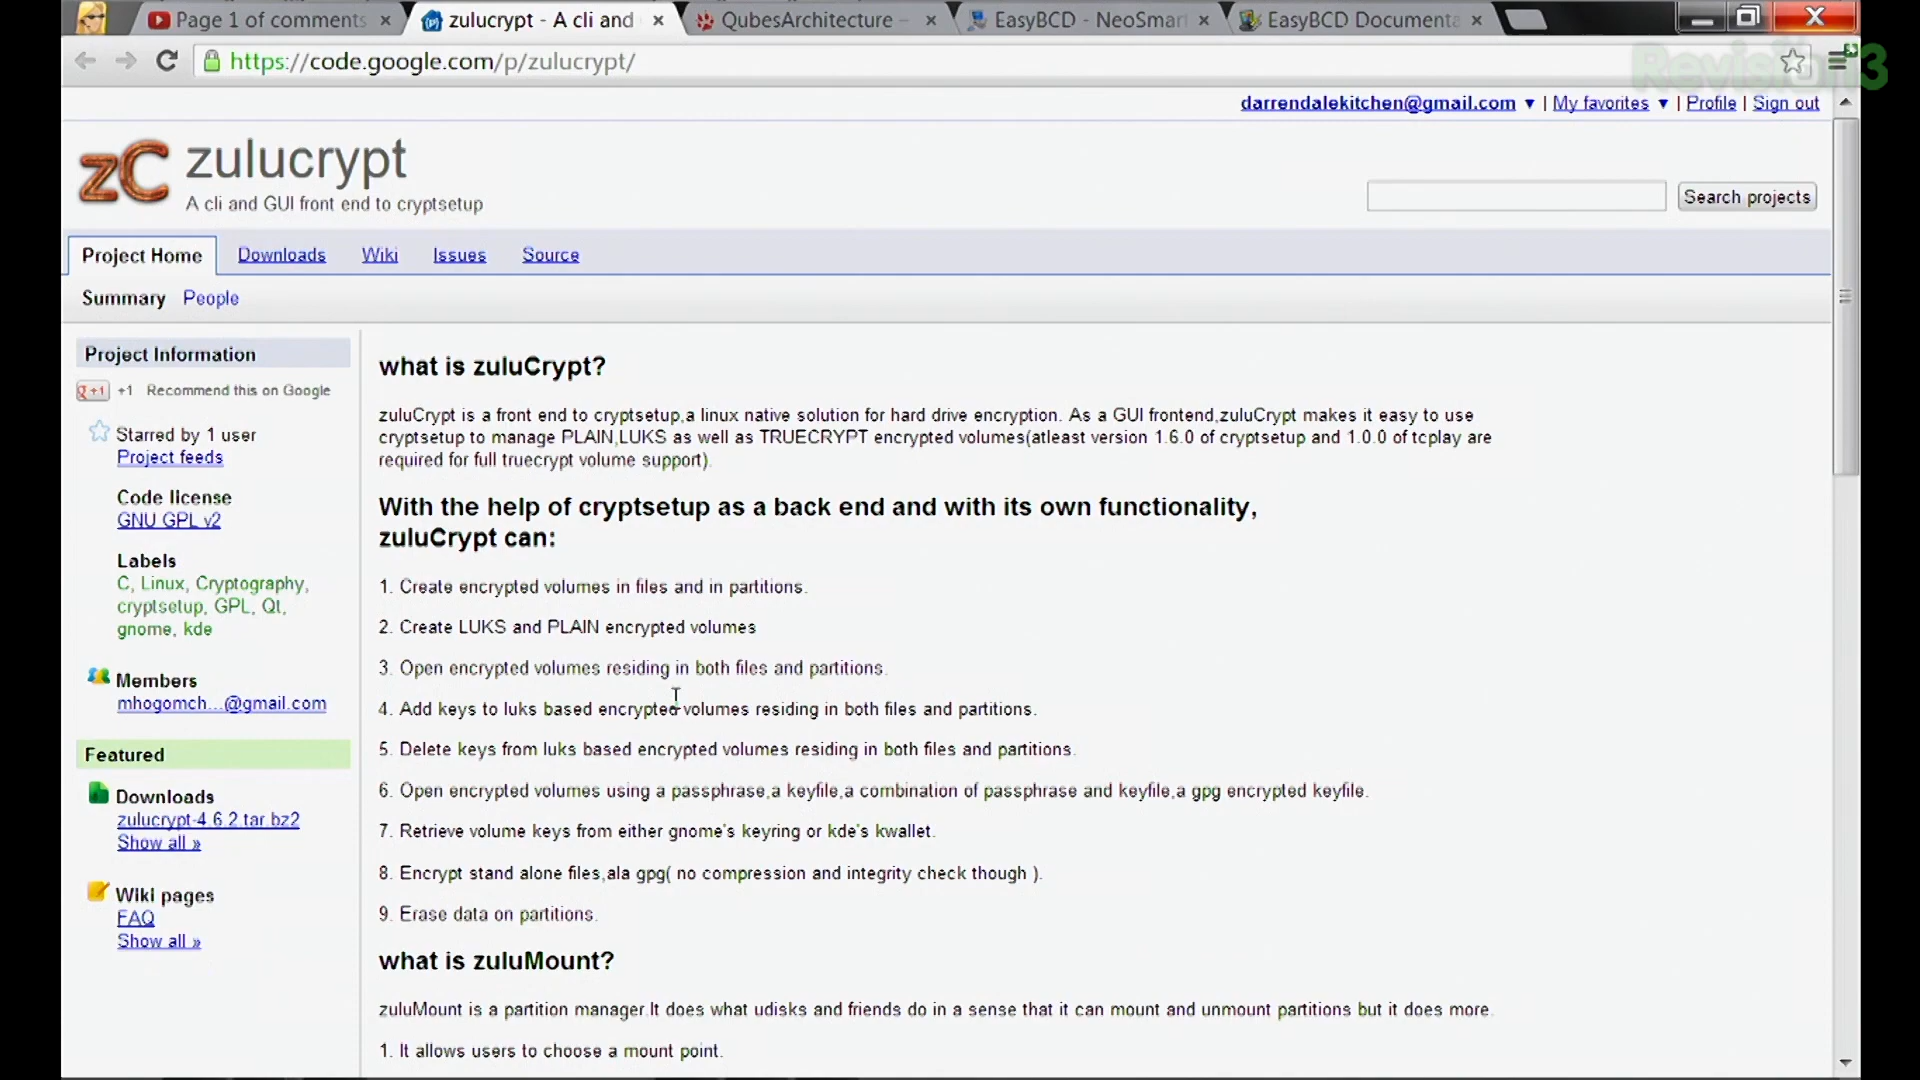 Page 1 of comments
zulucrypt - A cli and
QubesArchitecture –
EasyBCD - NeoSmart
EasyBCD Documenta
https://code.google.com/p/zulucrypt/
Revision3
darrendalekitchen@gmail.com ▼ | My favorites ▼ | Profile | Sign out
zC zulucrypt
A cli and GUI front end to cryptsetup
Search projects
Project Home Downloads Wiki Issues Source
Summary People
Project Information
g+1 +1 Recommend this on Google
Starred by 1 user
Project feeds
Code license
GNU GPL v2
Labels
C, Linux, Cryptography,
cryptsetup, GPL, Qt,
gnome, kde
Members
mhogomch...@gmail.com
Featured
Downloads
zulucrypt-4.6.2.tar.bz2
Show all »
Wiki pages
FAQ
Show all »
what is zuluCrypt?
zuluCrypt is a front end to cryptsetup,a linux native solution for hard drive encryption. As a GUI frontend,zuluCrypt makes it easy to use
cryptsetup to manage PLAIN,LUKS as well as TRUECRYPT encrypted volumes(atleast version 1.6.0 of cryptsetup and 1.0.0 of tcplay are
required for full truecrypt volume support).
With the help of cryptsetup as a back end and with its own functionality,
zuluCrypt can:
1. Create encrypted volumes in files and in partitions.
2. Create LUKS and PLAIN encrypted volumes
3. Open encrypted volumes residing in both files and partitions.
4. Add keys to luks based encrypted volumes residing in both files and partitions.
5. Delete keys from luks based encrypted volumes residing in both files and partitions.
6. Open encrypted volumes using a passphrase,a keyfile,a combination of passphrase and keyfile,a gpg encrypted keyfile.
7. Retrieve volume keys from either gnome's keyring or kde's kwallet.
8. Encrypt stand alone files,ala gpg( no compression and integrity check though ).
9. Erase data on partitions.
what is zuluMount?
zuluMount is a partition manager.It does what udisks and friends do in a sense that it can mount and unmount partitions but it does more.
1. It allows users to choose a mount point.